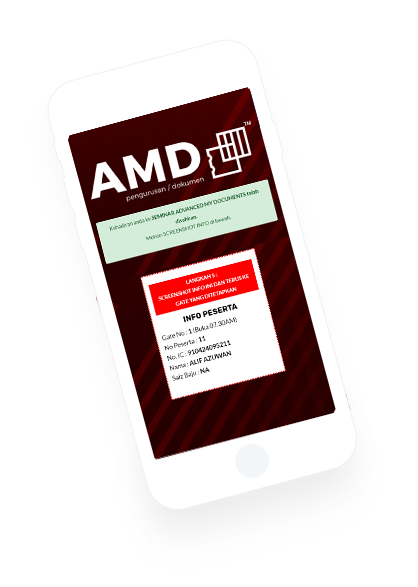 AMD
TM
pengurusan / dokumen
Kehadiran anda ke SEMINAR ADVANCED MY DOCUMENTS telah
disahkan.
Mohon SCREENSHOT INFO di bawah.
LANGKAH 5 :
SCREENSHOT INFO INI DAN TERUS KE
GATE YANG DITETAPKAN
INFO PESERTA
Gate No : 1 (Buka 07.30AM)
No Peserta : 11
No. IC : 910424095211
Nama : ALIF AZUWAN
Saiz Baju : NA